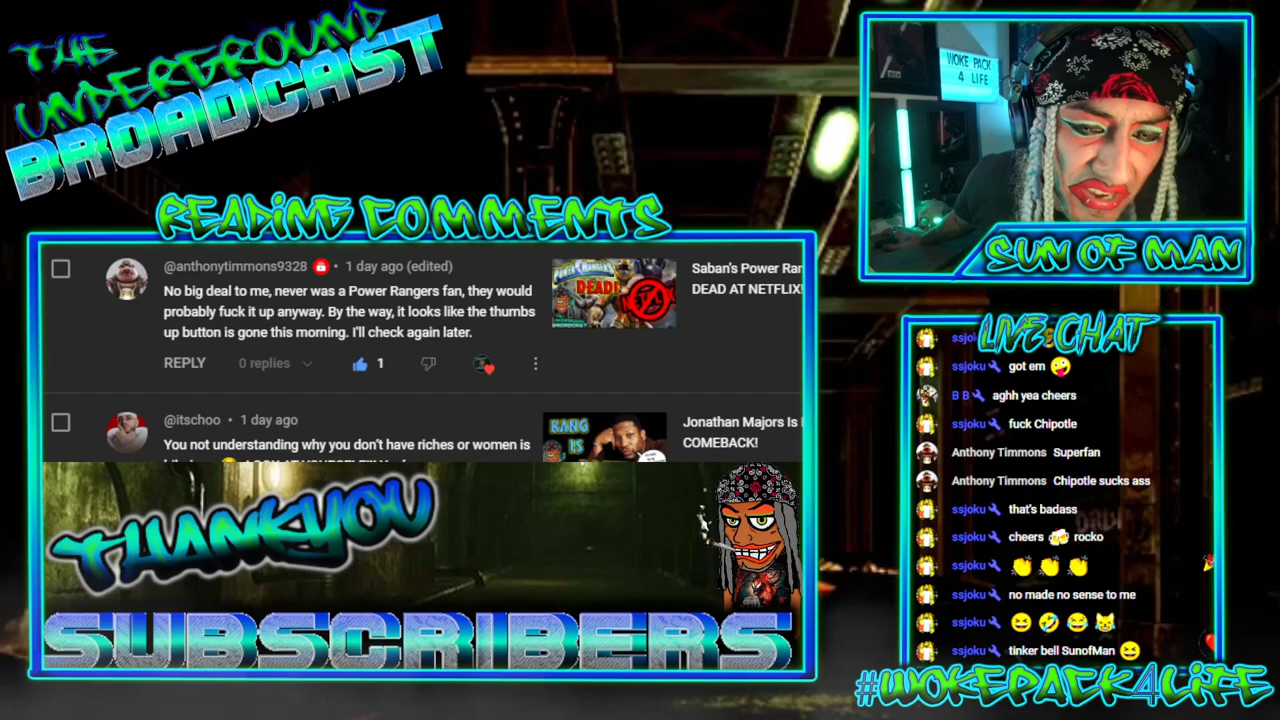 THE
UNDERGROUND
BROADCAST
READING COMMENTS
@anthonytimmons9328 • 1 day ago (edited)
No big deal to me, never was a Power Rangers fan, they would
probably fuck it up anyway. By the way, it looks like the thumbs
up button is gone this morning. I'll check again later.
REPLY 0 replies 1
POWER RANGERS
DEAD!
Saban's Power Ran
DEAD AT NETFLIX!
@itschoo • 1 day ago
You not understanding why you don't have riches or women is
KANG
IS
Jonathan Majors Is
COMEBACK!
THANKYOU
SUBSCRIBERS
WOKE PACK
4 LIFE
SUN OF MAN
LIVE CHAT
ssjoku got em 🤪
B B aghh yea cheers
ssjoku fuck Chipotle
Anthony Timmons Superfan
Anthony Timmons Chipotle sucks ass
ssjoku that's badass
ssjoku cheers 🍻 rocko
ssjoku 👏 👏 👏
ssjoku no made no sense to me
ssjoku 😆 🤣 😂 😹
ssjoku tinker bell SunofMan 😆
#WOKEPACK4LIFE